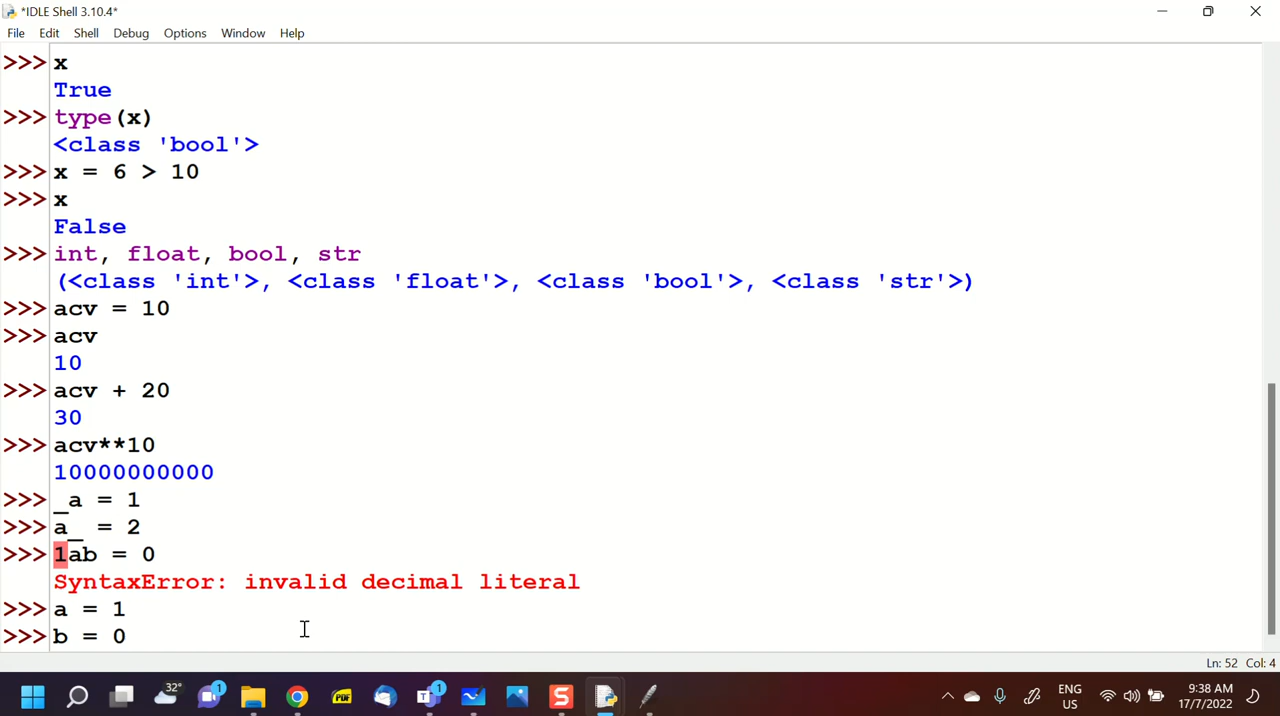 *IDLE Shell 3.10.4*
File Edit Shell Debug Options Window Help
>>> x
True
>>> type(x)
<class 'bool'>
>>> x = 6 > 10
>>> x
False
>>> int, float, bool, str
(<class 'int'>, <class 'float'>, <class 'bool'>, <class 'str'>)
>>> acv = 10
>>> acv
10
>>> acv + 20
30
>>> acv**10
10000000000
>>> _a = 1
>>> a_ = 2
>>> 1ab = 0
SyntaxError: invalid decimal literal
>>> a = 1
>>> b = 0
Ln: 52 Col: 4
32°
1
PDF
T
1
S
ENG
US
9:38 AM
17/7/2022